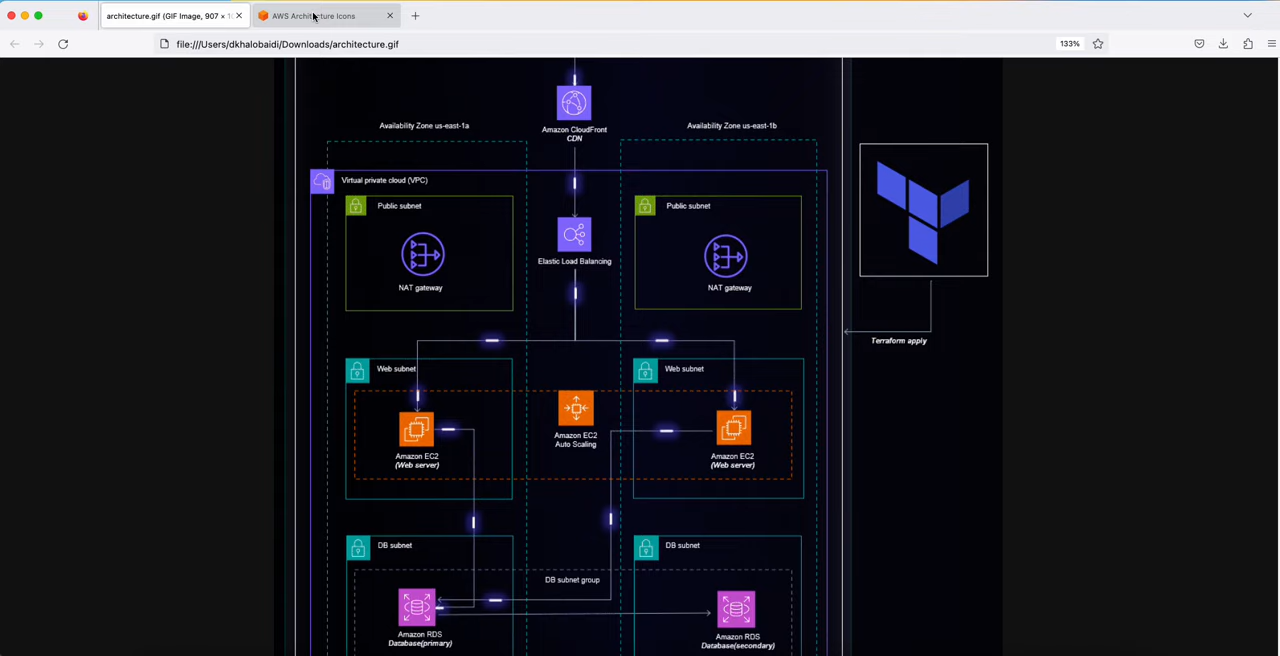 architecture.gif (GIF Image, 907 × 10
AWS Architecture Icons
file:///Users/dkhalobaidi/Downloads/architecture.gif
133%
Amazon CloudFront
CDN
Availability Zone us-east-1a
Availability Zone us-east-1b
Virtual private cloud (VPC)
Public subnet
Public subnet
Elastic Load Balancing
NAT gateway
NAT gateway
Terraform apply
Web subnet
Web subnet
Amazon EC2
Auto Scaling
Amazon EC2
(Web server)
Amazon EC2
(Web server)
DB subnet
DB subnet
DB subnet group
Amazon RDS
Database(primary)
Amazon RDS
Database(secondary)